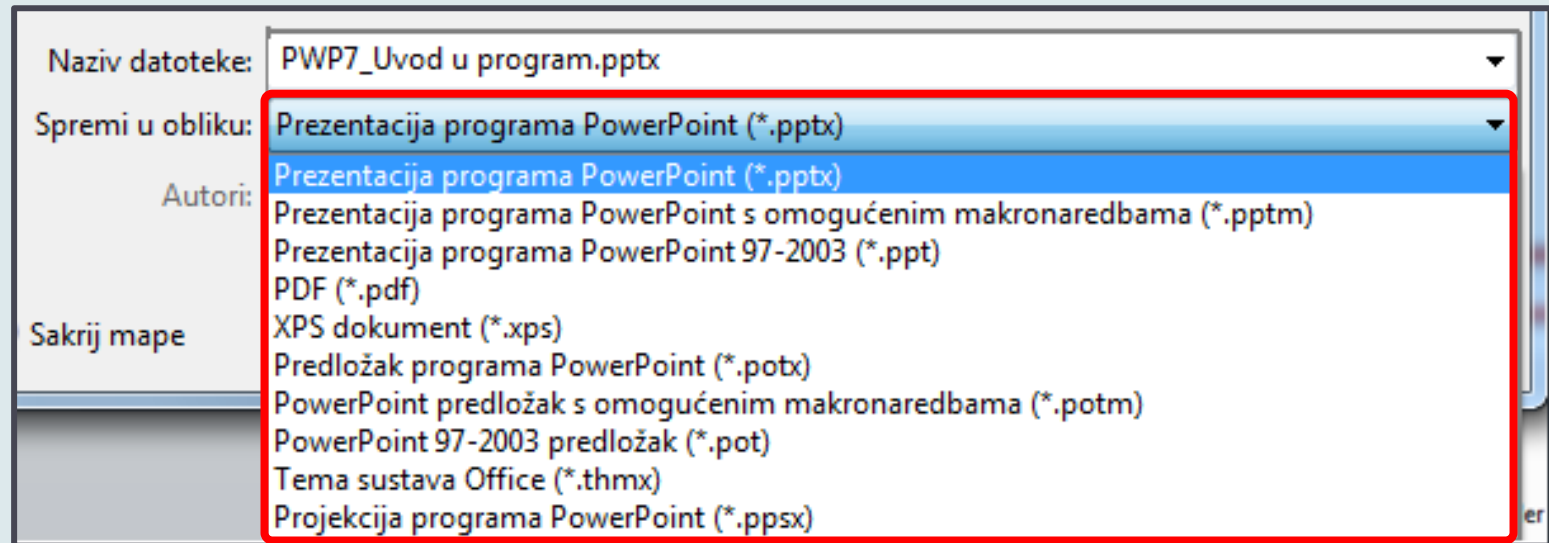 Naziv datoteke: PWP7_Uvod u program.pptx
Spremi u obliku: Prezentacija programa PowerPoint (*.pptx)
Autori: Prezentacija programa PowerPoint (*.pptx)
Prezentacija programa PowerPoint s omogućenim makronaredbama (*.pptm)
Prezentacija programa PowerPoint 97-2003 (*.ppt)
PDF (*.pdf)
Sakrij mape XPS dokument (*.xps)
Predložak programa PowerPoint (*.potx)
PowerPoint predložak s omogućenim makronaredbama (*.potm)
PowerPoint 97-2003 predložak (*.pot)
Tema sustava Office (*.thmx)
Projekcija programa PowerPoint (*.ppsx)
er